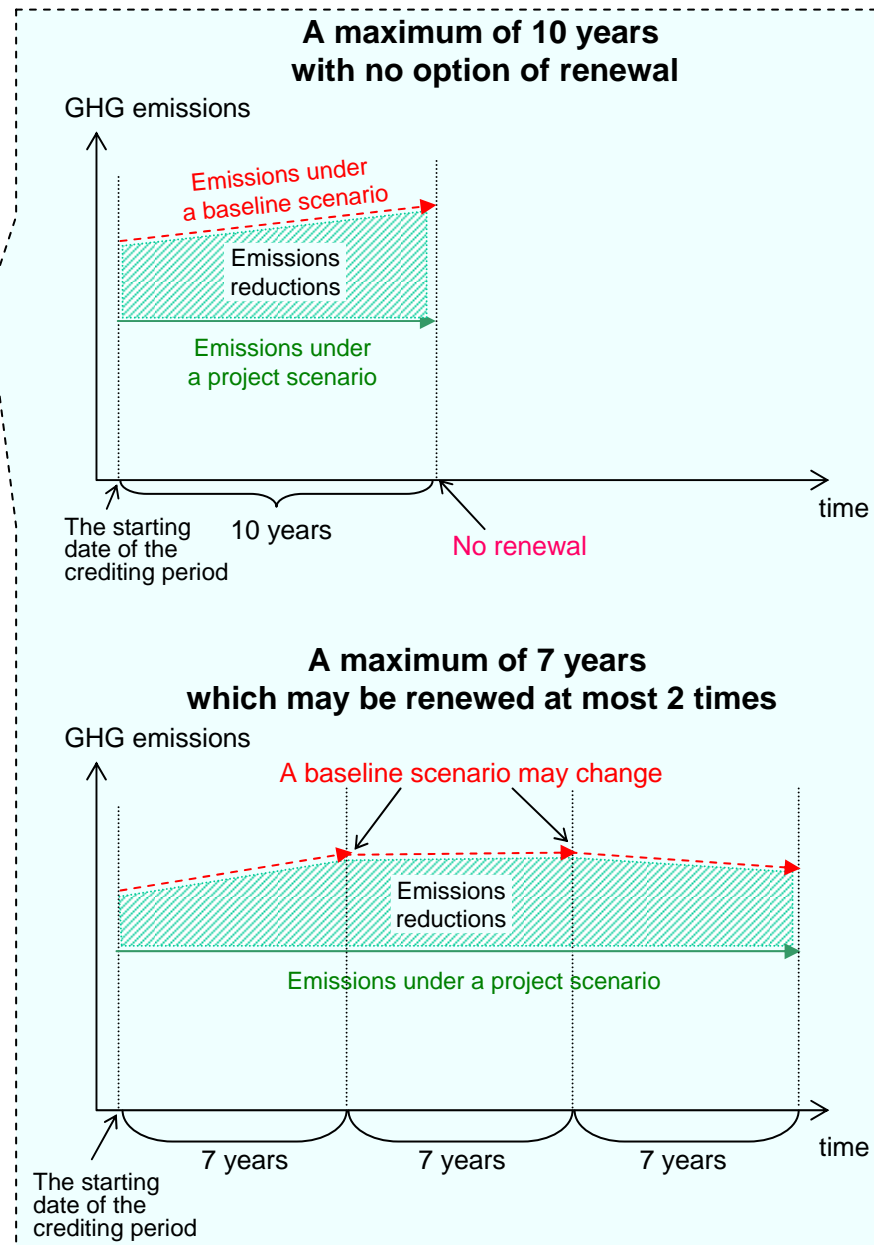 A maximum of 10 years
with no option of renewal
GHG emissions
Emissions under
a baseline scenario
Emissions
reductions
Emissions under
a project scenario
time
The starting
date of the
crediting period
10 years
No renewal
A maximum of 7 years
which may be renewed at most 2 times
GHG emissions
A baseline scenario may change
Emissions
reductions
Emissions under a project scenario
time
7 years
7 years
7 years
The starting
date of the
crediting period